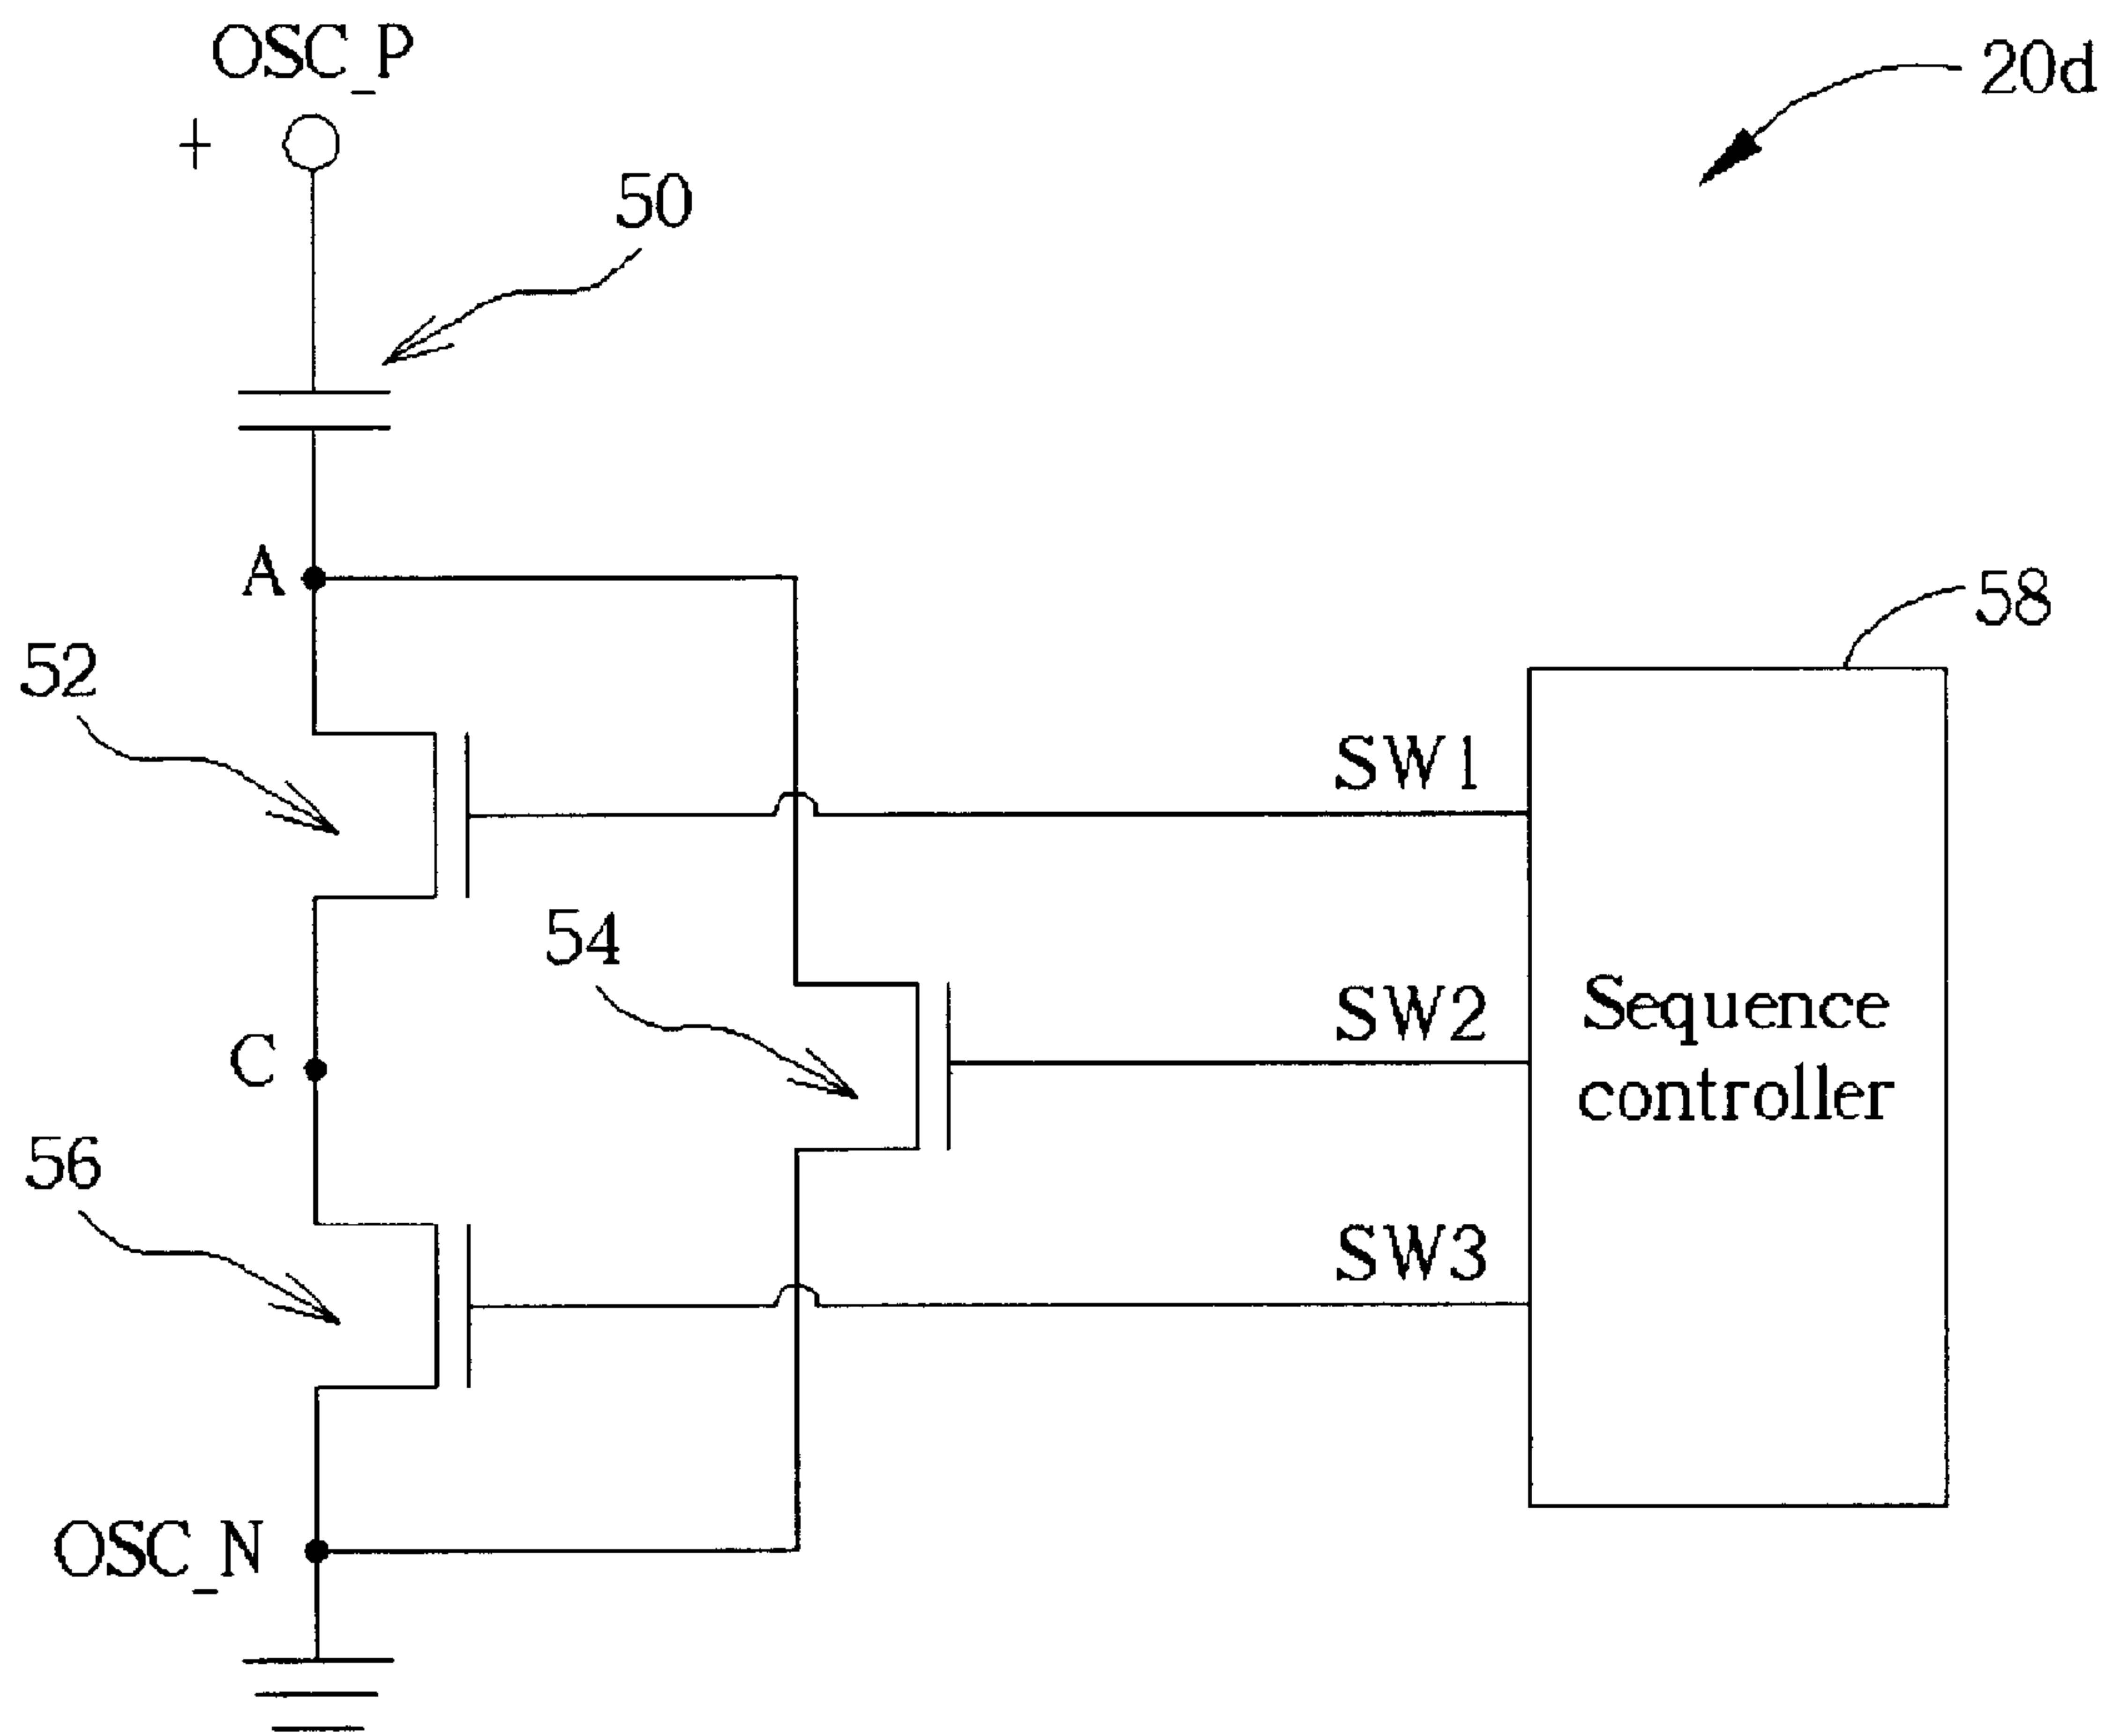 OSC_P
20d
+
50
A
58
52
SW1
54
SW2
Sequence
controller
C
56
SW3
OSC_N